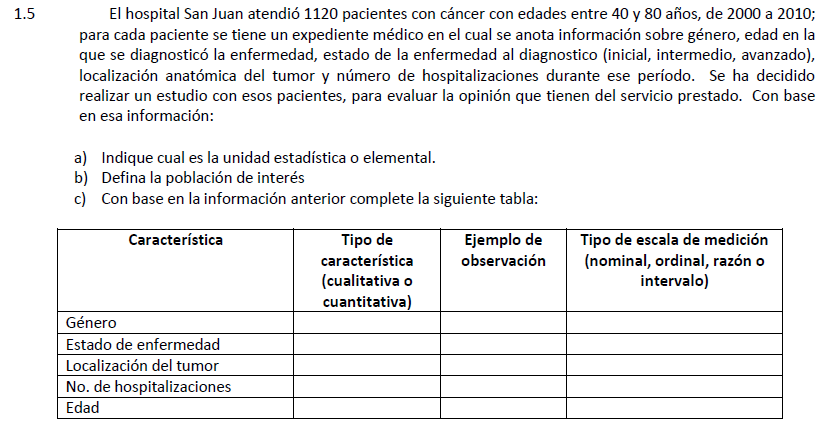 1.5 El hospital San Juan atendió 1120 pacientes con cáncer con edades entre 40 y 80 años, de 2000 a 2010;
para cada paciente se tiene un expediente médico en el cual se anota información sobre género, edad en la
que se diagnosticó la enfermedad, estado de la enfermedad al diagnostico (inicial, intermedio, avanzado),
localización anatómica del tumor y número de hospitalizaciones durante ese período. Se ha decidido
realizar un estudio con esos pacientes, para evaluar la opinión que tienen del servicio prestado. Con base
en esa información:
a) Indique cual es la unidad estadística o elemental.
b) Defina la población de interés
c) Con base en la información anterior complete la siguiente tabla:
Característica
Tipo de
característica
(cualitativa o
cuantitativa)
Ejemplo de
observación
Tipo de escala de medición
(nominal, ordinal, razón o
intervalo)
Género
Estado de enfermedad
Localización del tumor
No. de hospitalizaciones
Edad